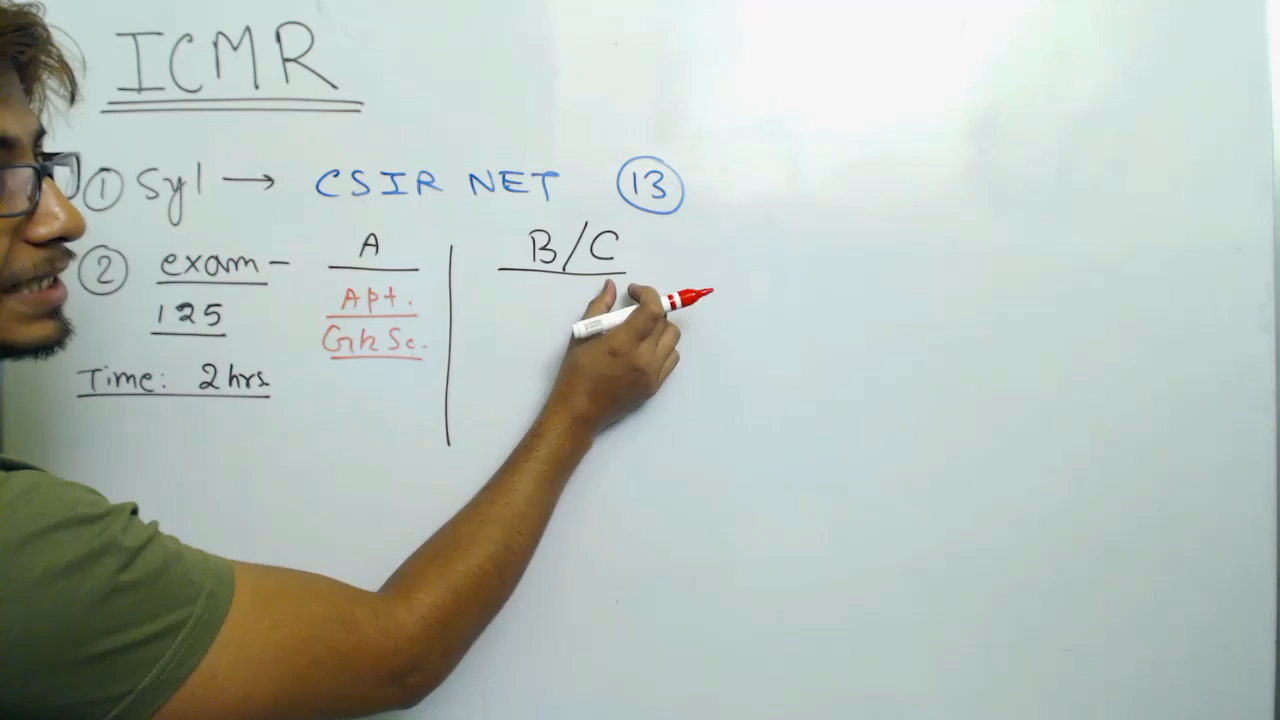 ICMR
① Syl → CSIR NET ⑬
② exam - A B/C
125 Apt.
Gk Sc.
Time: 2 hrs